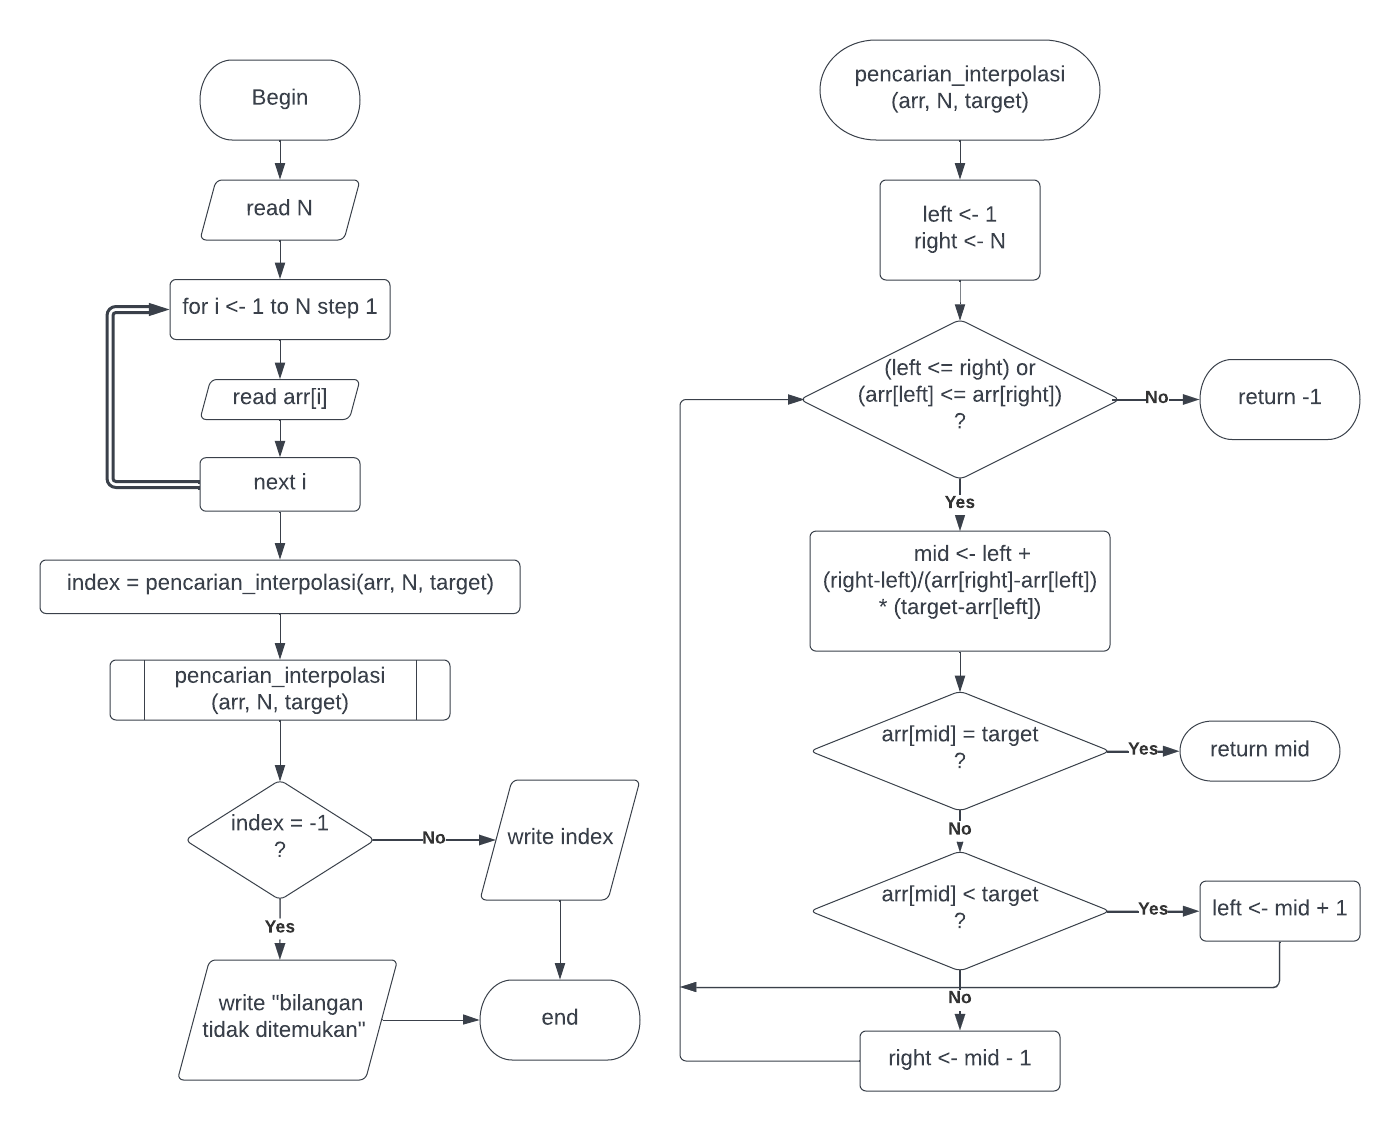 Begin
read N
for i <- 1 to N step 1
read arr[i]
next i
index = pencarian_interpolasi(arr, N, target)
pencarian_interpolasi
(arr, N, target)
index = -1
?
No
write index
Yes
write "bilangan
tidak ditemukan"
end
pencarian_interpolasi
(arr, N, target)
left <- 1
right <- N
(left <= right) or
(arr[left] <= arr[right])
?
No
return -1
Yes
mid <- left +
(right-left)/(arr[right]-arr[left])
* (target-arr[left])
arr[mid] = target
?
Yes
return mid
No
arr[mid] < target
?
Yes
left <- mid + 1
No
right <- mid - 1